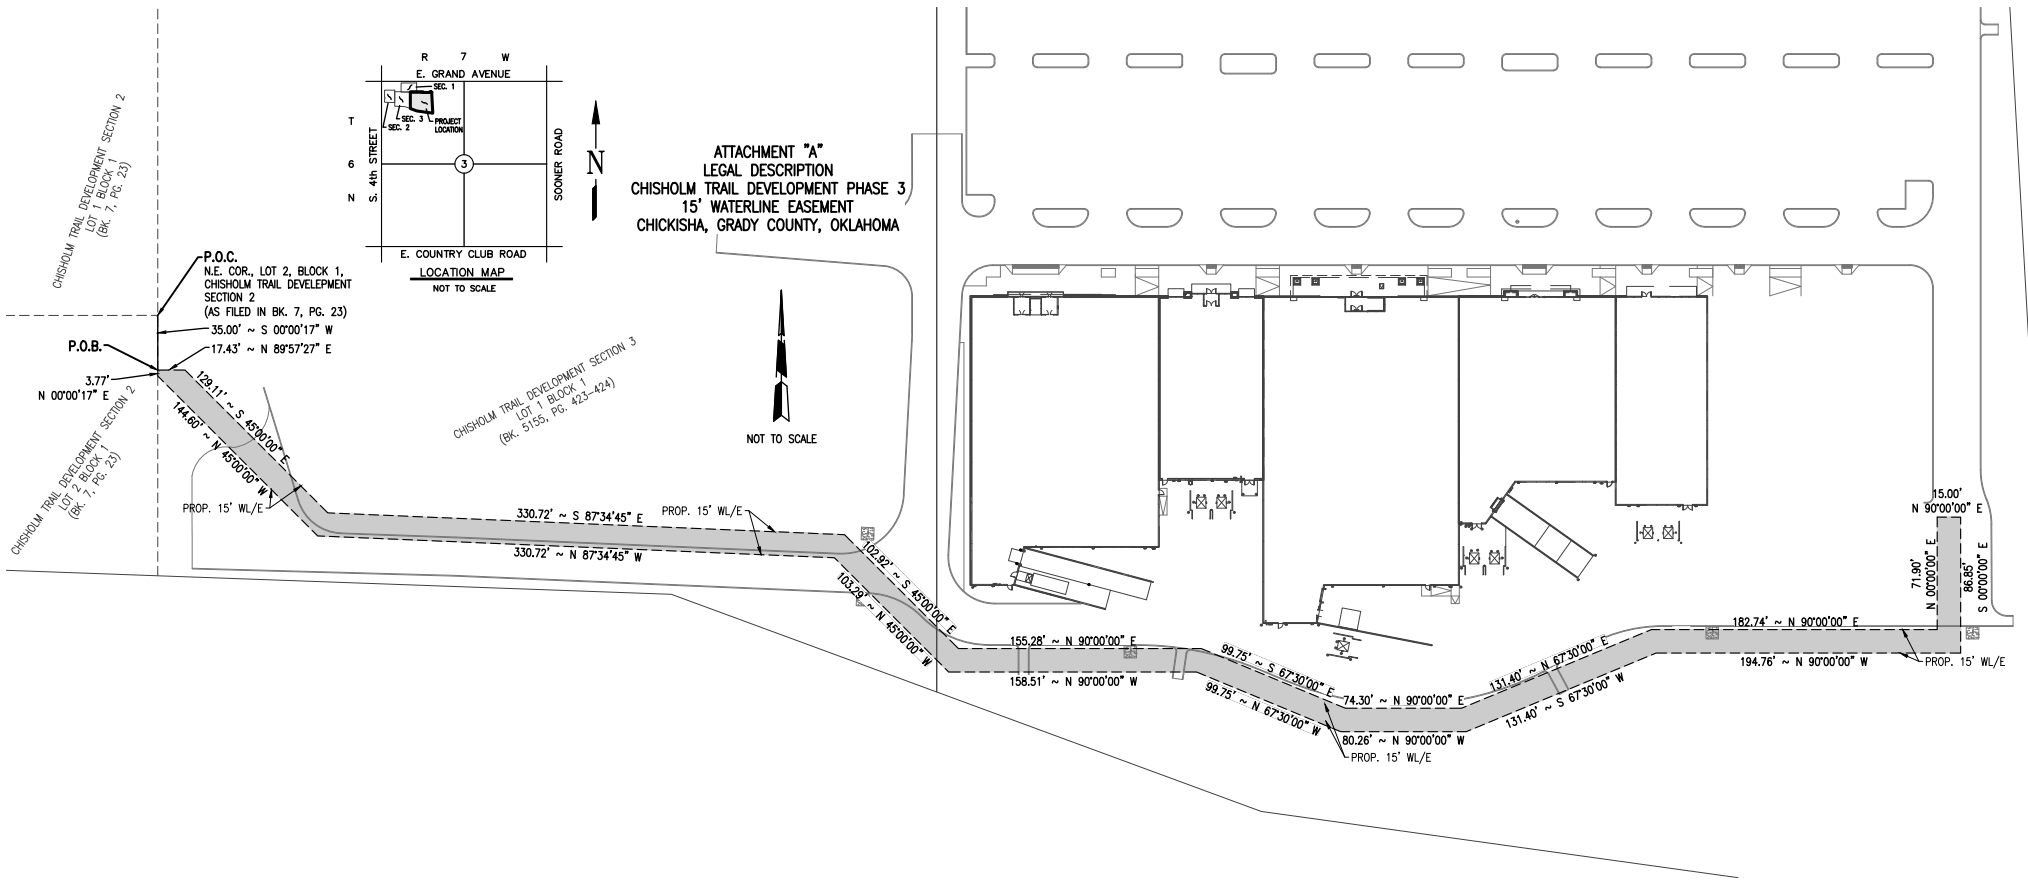 R 7 W
E. GRAND AVENUE
SEC. 1
SEC. 3
SEC. 2
PROJECT
LOCATION
T
6
N
S. 4th STREET
3
SOONER ROAD
E. COUNTRY CLUB ROAD
LOCATION MAP
NOT TO SCALE
N
ATTACHMENT "A"
LEGAL DESCRIPTION
CHISHOLM TRAIL DEVELOPMENT PHASE 3
15' WATERLINE EASEMENT
CHICKISHA, GRADY COUNTY, OKLAHOMA
CHISHOLM TRAIL DEVELOPMENT SECTION 2
LOT 1 BLOCK 1
(BK. 7, PG. 23)
P.O.C.
N.E. COR., LOT 2, BLOCK 1,
CHISHOLM TRAIL DEVELEPMENT
SECTION 2
(AS FILED IN BK. 7, PG. 23)
35.00' ~ S 00°00'17" W
17.43' ~ N 89°57'27" E
P.O.B.
3.77'
N 00°00'17" E
CHISHOLM TRAIL DEVELOPMENT SECTION 2
LOT 2 BLOCK 1
(BK. 7, PG. 23)
129.11' ~ S 45°00'00" E
144.60' ~ N 45°00'00" W
PROP. 15' WL/E
CHISHOLM TRAIL DEVELOPMENT SECTION 3
LOT 1 BLOCK 1
(BK. 5155, PG. 423-424)
NOT TO SCALE
330.72' ~ S 87°34'45" E
PROP. 15' WL/E
330.72' ~ N 87°34'45" W
102.92' ~ S 45°00'00" E
103.29' ~ N 45°00'00" W
155.28' ~ N 90°00'00" E
158.51' ~ N 90°00'00" W
99.75' ~ S 67°30'00" E
99.75' ~ N 67°30'00" W
74.30' ~ N 90°00'00" E
80.26' ~ N 90°00'00" W
PROP. 15' WL/E
131.40' ~ N 67°30'00" E
131.40' ~ S 67°30'00" W
182.74' ~ N 90°00'00" E
194.76' ~ N 90°00'00" W
PROP. 15' WL/E
15.00'
N 90°00'00" E
71.90'
N 00°00'00" E
86.85'
S 00°00'00" E